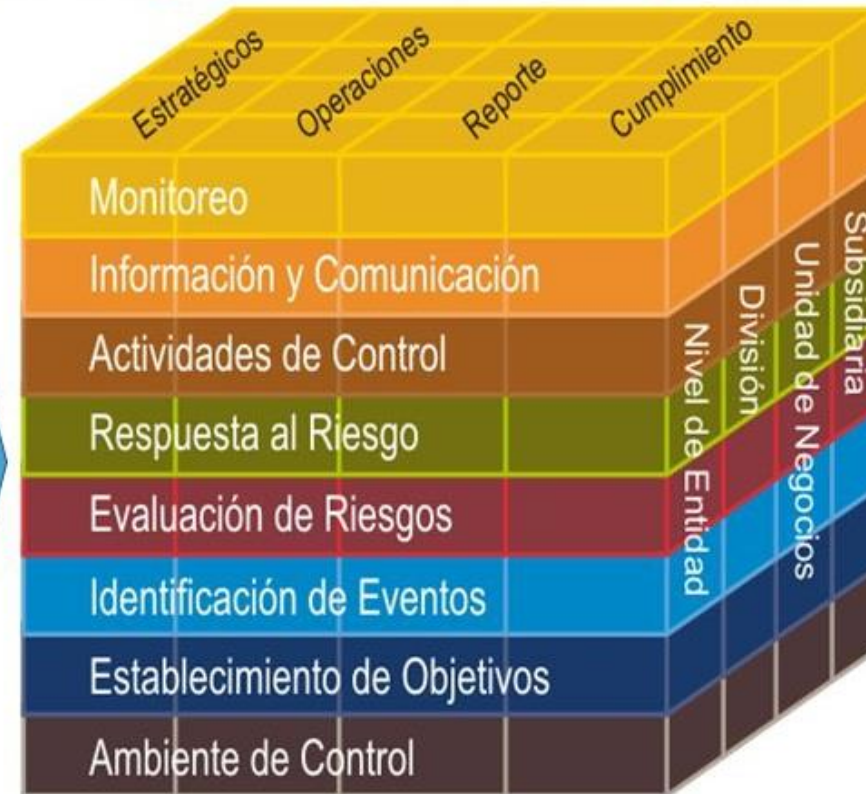 Estratégicos
Operaciones
Reporte
Cumplimiento
Monitoreo
Información y Comunicación
Actividades de Control
Respuesta al Riesgo
Evaluación de Riesgos
Identificación de Eventos
Establecimiento de Objetivos
Ambiente de Control
Nivel de Entidad
División
Unidad de Negocios
Subsidiaria